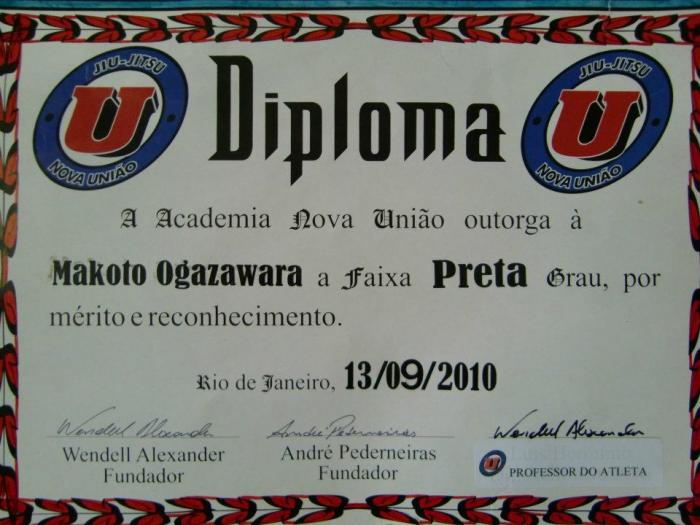 JIU-JITSU
U
NOVA UNIÃO
Diploma
JIU-JITSU
U
NOVA UNIÃO
A Academia Nova União outorga à
Makoto Ogazawara a Faixa Preta Grau, por
mérito e reconhecimento.
Rio de Janeiro, 13/09/2010
Wendell Alexander
André Pederneiras
Wendell Alexander
Wendell Alexander
Fundador
André Pederneiras
Fundador
U
PROFESSOR DO ATLETA